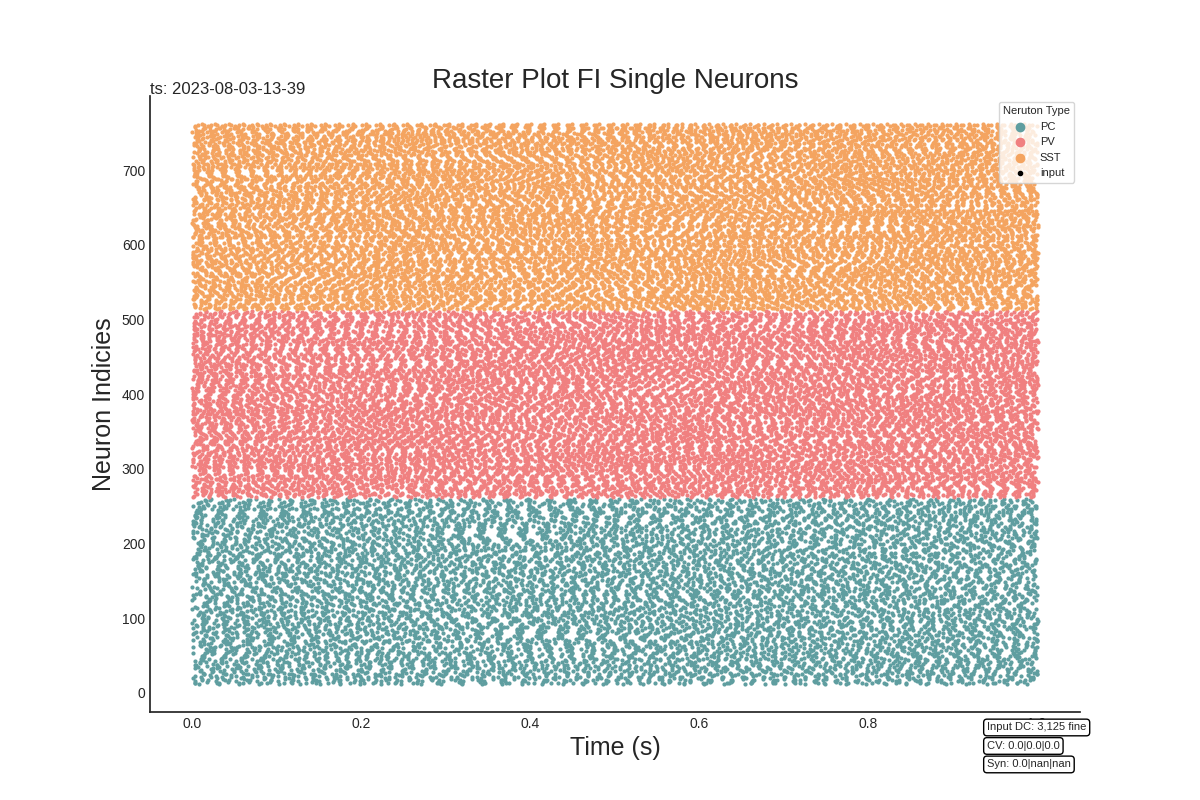 Raster Plot FI Single Neurons
ts: 2023-08-03-13-39
Neruton Type
PC
PV
SST
input
Neuron Indicies
700
600
500
400
300
200
100
0
0.0 0.2 0.4 0.6 0.8
Time (s)
Input DC: 3,125 fine
CV: 0.0|0.0|0.0
Syn: 0.0|nan|nan